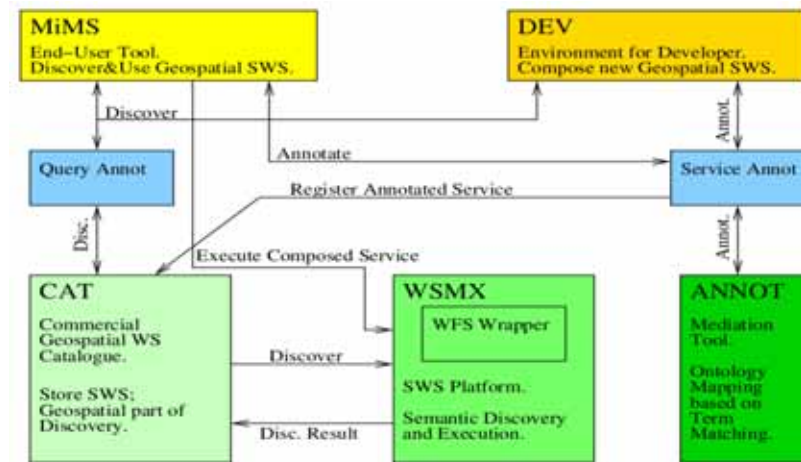 MiMS
End-User Tool.
Discover&Use Geospatial SWS.
DEV
Environment for Developer.
Compose new Geospatial SWS.
Discover
Annot.
Annotate
Query Annot
Service Annot
Register Annotated Service
Disc.
Annot.
Execute Composed Service
CAT
Commercial
Geospatial WS
Catalogue.
Store SWS;
Geospatial part of
Discovery.
Discover
Disc. Result
WSMX
WFS Wrapper
SWS Platform.
Semantic Discovery
and Execution.
ANNOT
Mediation
Tool.
Ontology
Mapping
based on
Term
Matching.